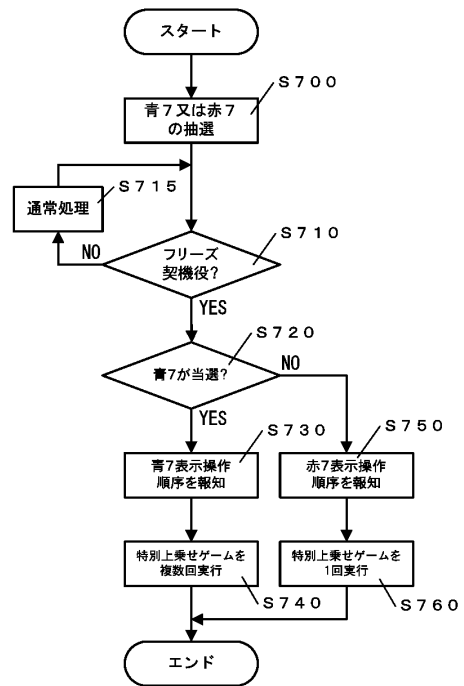 スタート
S700
青7又は赤7
の抽選
S715
通常処理
S710
NO
フリーズ
契機役?
YES
S720
青7が当選?
NO
YES
S730
S750
青7表示操作
順序を報知
赤7表示操作
順序を報知
特別上乗せゲームを
複数回実行
特別上乗せゲームを
1回実行
S740
S760
エンド